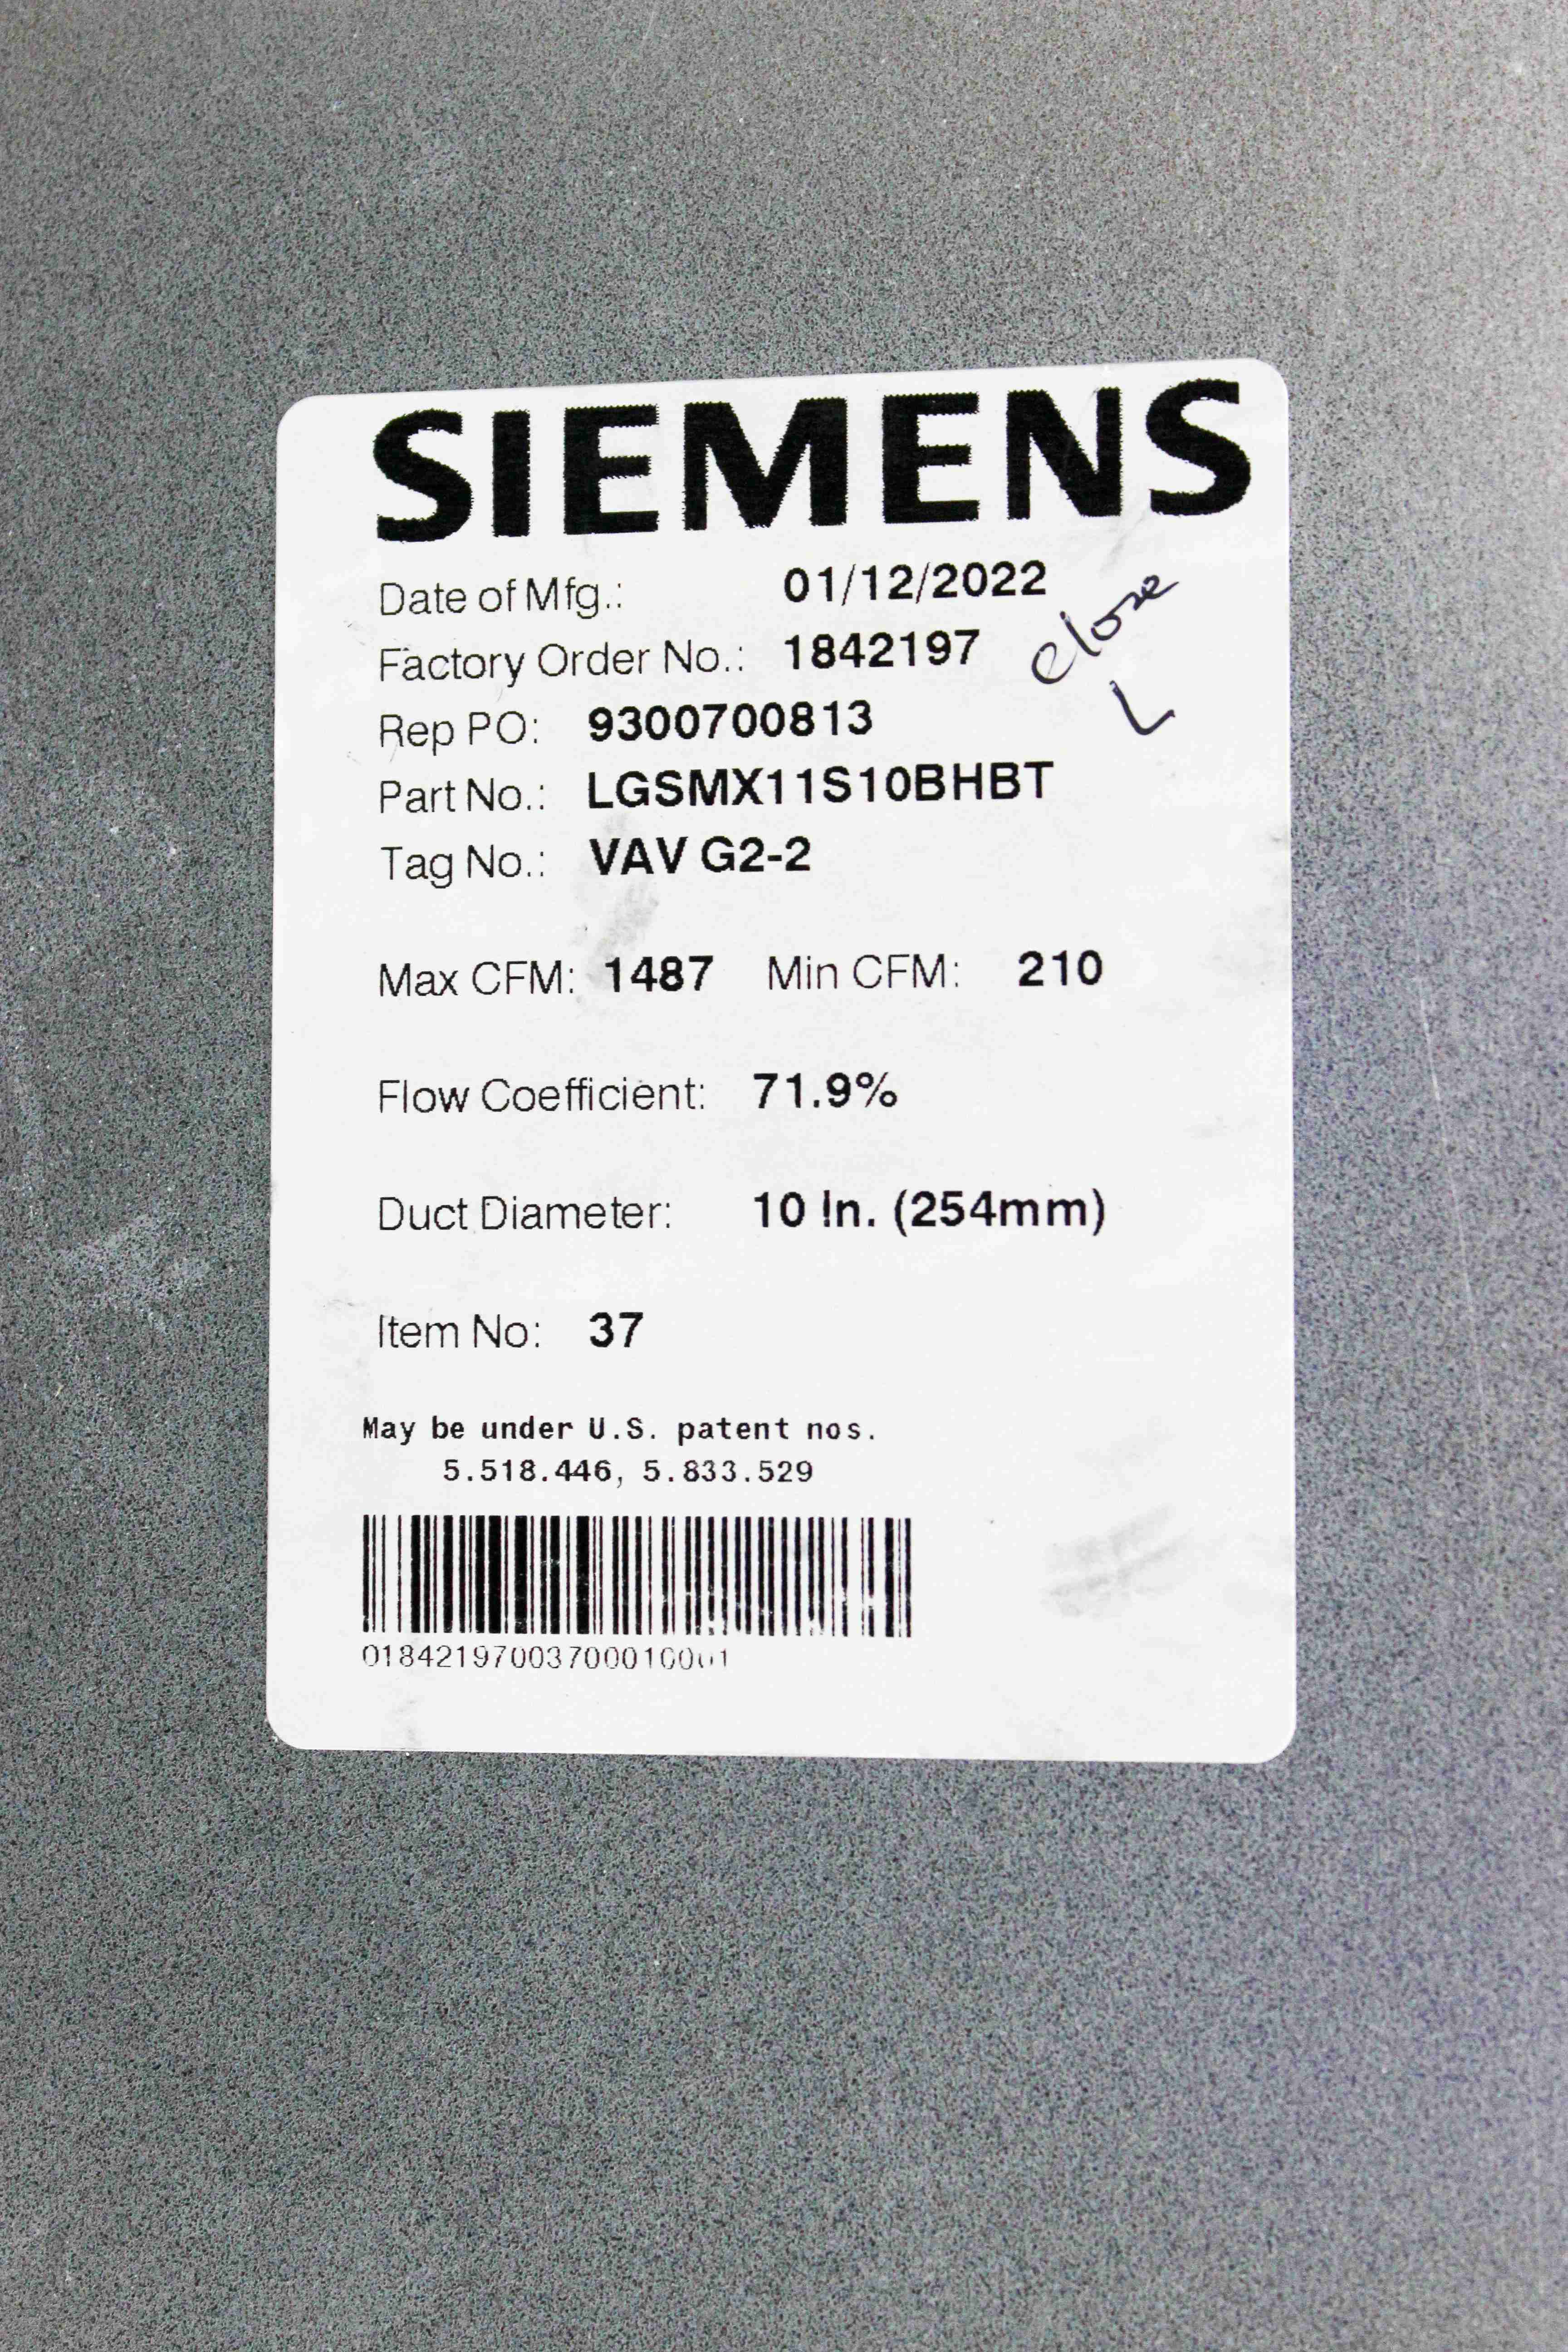 SIEMENS
Date of Mfg.: 01/12/2022
Factory Order No.: 1842197
close
L
Rep PO: 9300700813
Part No.: LGSMX11S10BHBT
Tag No.: VAV G2-2
Max CFM: 1487 Min CFM: 210
Flow Coefficient: 71.9%
Duct Diameter: 10 In. (254mm)
Item No: 37
May be under U.S. patent nos.
5.518.446, 5.833.529